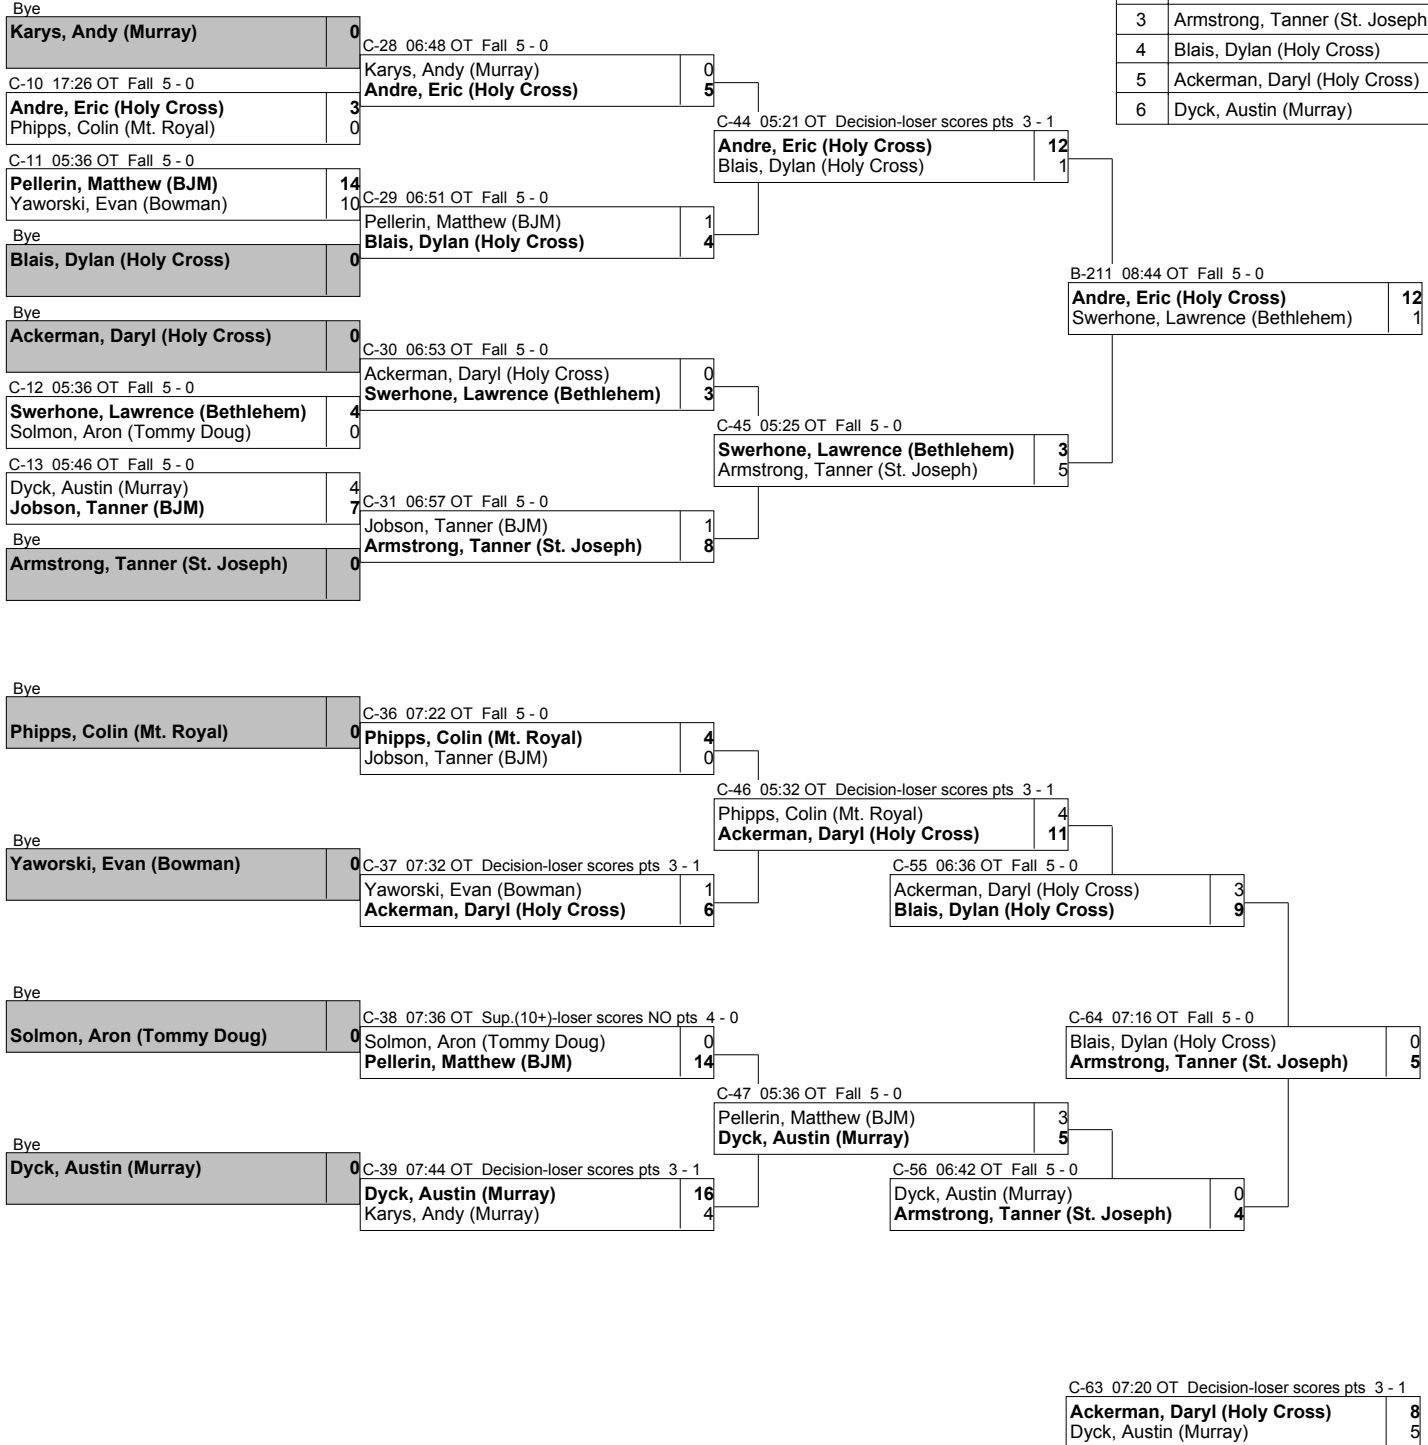 Bye
Karys, Andy (Murray) 0
C-10 17:26 OT Fall 5 - 0
Andre, Eric (Holy Cross) 3
Phipps, Colin (Mt. Royal) 0
C-11 05:36 OT Fall 5 - 0
Pellerin, Matthew (BJM) 14
Yaworski, Evan (Bowman) 10
Bye
Blais, Dylan (Holy Cross) 0
Bye
Ackerman, Daryl (Holy Cross) 0
C-12 05:36 OT Fall 5 - 0
Swerhone, Lawrence (Bethlehem) 4
Solmon, Aron (Tommy Doug) 0
C-13 05:46 OT Fall 5 - 0
Dyck, Austin (Murray) 4
Jobson, Tanner (BJM) 7
Bye
Armstrong, Tanner (St. Joseph) 0
C-28 06:48 OT Fall 5 - 0
Karys, Andy (Murray) 0
Andre, Eric (Holy Cross) 5
C-29 06:51 OT Fall 5 - 0
Pellerin, Matthew (BJM) 1
Blais, Dylan (Holy Cross) 4
C-30 06:53 OT Fall 5 - 0
Ackerman, Daryl (Holy Cross) 0
Swerhone, Lawrence (Bethlehem) 3
C-31 06:57 OT Fall 5 - 0
Jobson, Tanner (BJM) 1
Armstrong, Tanner (St. Joseph) 8
C-44 05:21 OT Decision-loser scores pts 3 - 1
Andre, Eric (Holy Cross) 12
Blais, Dylan (Holy Cross) 1
C-45 05:25 OT Fall 5 - 0
Swerhone, Lawrence (Bethlehem) 3
Armstrong, Tanner (St. Joseph) 5
B-211 08:44 OT Fall 5 - 0
Andre, Eric (Holy Cross) 12
Swerhone, Lawrence (Bethlehem) 1
3 Armstrong, Tanner (St. Joseph
4 Blais, Dylan (Holy Cross)
5 Ackerman, Daryl (Holy Cross)
6 Dyck, Austin (Murray)
Bye
Phipps, Colin (Mt. Royal) 0
Bye
Yaworski, Evan (Bowman) 0
Bye
Solmon, Aron (Tommy Doug) 0
Bye
Dyck, Austin (Murray) 0
C-36 07:22 OT Fall 5 - 0
Phipps, Colin (Mt. Royal) 4
Jobson, Tanner (BJM) 0
C-37 07:32 OT Decision-loser scores pts 3 - 1
Yaworski, Evan (Bowman) 1
Ackerman, Daryl (Holy Cross) 6
C-38 07:36 OT Sup.(10+)-loser scores NO pts 4 - 0
Solmon, Aron (Tommy Doug) 0
Pellerin, Matthew (BJM) 14
C-39 07:44 OT Decision-loser scores pts 3 - 1
Dyck, Austin (Murray) 16
Karys, Andy (Murray) 4
C-46 05:32 OT Decision-loser scores pts 3 - 1
Phipps, Colin (Mt. Royal) 4
Ackerman, Daryl (Holy Cross) 11
C-47 05:36 OT Fall 5 - 0
Pellerin, Matthew (BJM) 3
Dyck, Austin (Murray) 5
C-55 06:36 OT Fall 5 - 0
Ackerman, Daryl (Holy Cross) 3
Blais, Dylan (Holy Cross) 9
C-56 06:42 OT Fall 5 - 0
Dyck, Austin (Murray) 0
Armstrong, Tanner (St. Joseph) 4
C-64 07:16 OT Fall 5 - 0
Blais, Dylan (Holy Cross) 0
Armstrong, Tanner (St. Joseph) 5
C-63 07:20 OT Decision-loser scores pts 3 - 1
Ackerman, Daryl (Holy Cross) 8
Dyck, Austin (Murray) 5